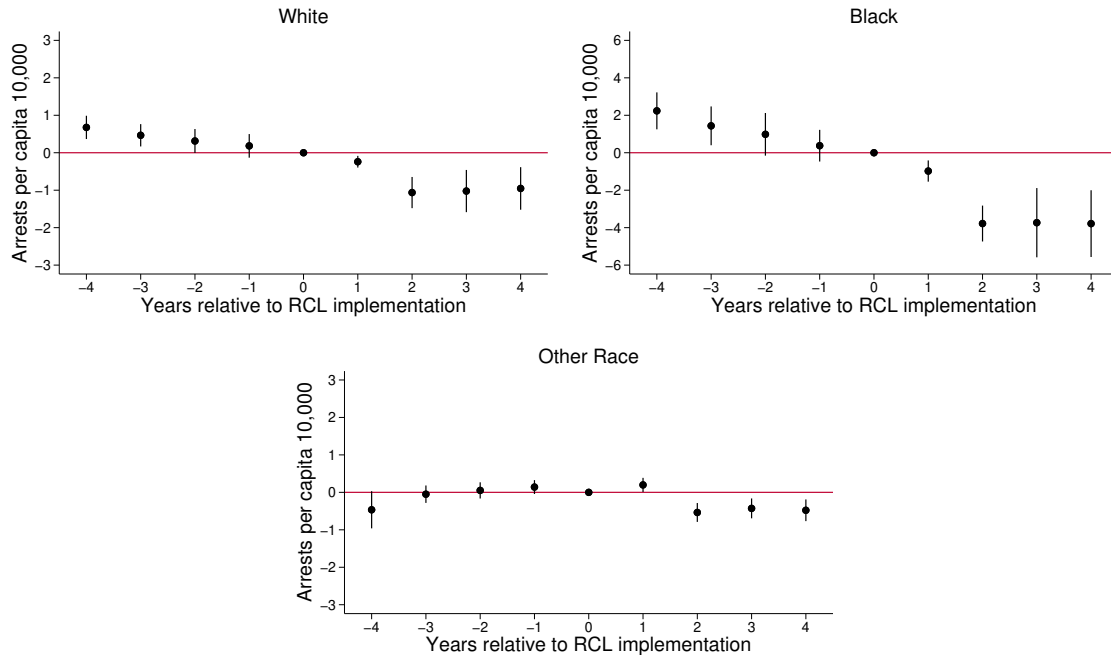 White
Arrests per capita 10,000
3
2
1
0
−1
−2
−3
−4 −3 −2 −1 0 1 2 3 4
Years relative to RCL implementation
Black
Arrests per capita 10,000
6
4
2
0
−2
−4
−6
−4 −3 −2 −1 0 1 2 3 4
Years relative to RCL implementation
Other Race
Arrests per capita 10,000
3
2
1
0
−1
−2
−3
−4 −3 −2 −1 0 1 2 3 4
Years relative to RCL implementation